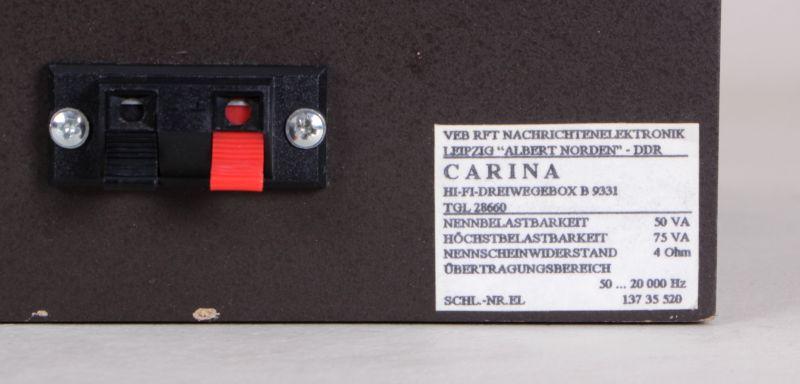 VEB RFT NACHRICHTENELEKTRONIK
LEIPZIG "ALBERT NORDEN" - DDR
CARINA
HI-FI-DREIWEGEBOX B 9331
TGL 28660
NENNBELASTBARKEIT 50 VA
HÖCHSTBELASTBARKEIT 75 VA
NENNSCHEINWIDERSTAND 4 Ohm
ÜBERTRAGUNGSBEREICH
50 ... 20 000 Hz
SCHL.-NR.EL 137 35 520